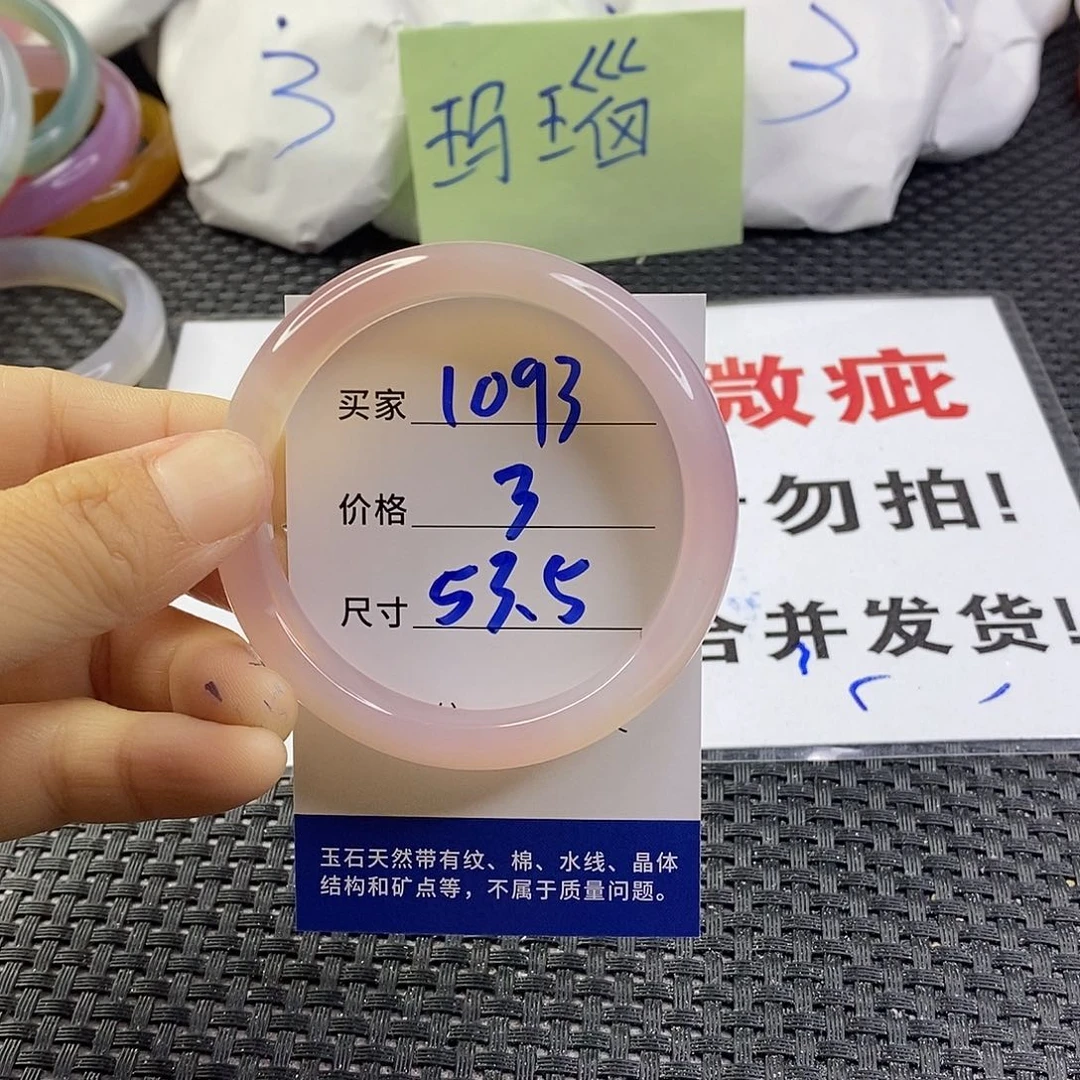 3
玛瑙
3
买家 1093
价格 3
尺寸 53.5
玉石天然带有纹、棉、水线、晶体
结构和矿点等，不属于质量问题。
微疵
勿拍!
合并发货!